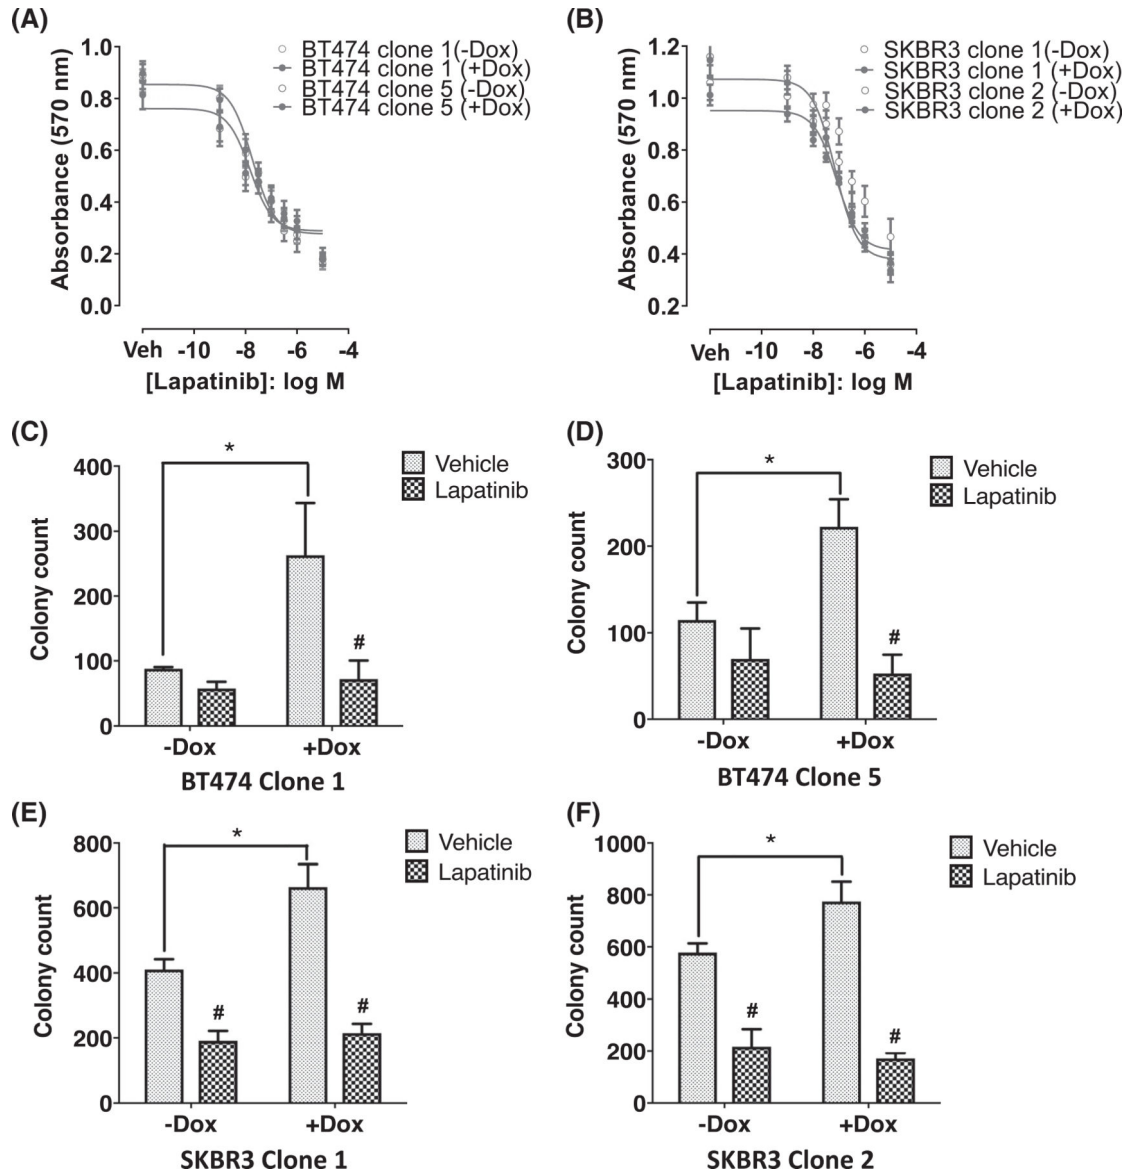 (A)
1.0
0.8
0.6
0.4
0.2
0.0
Absorbance (570 nm)
BT474 clone 1(-Dox)
BT474 clone 1 (+Dox)
BT474 clone 5 (-Dox)
BT474 clone 5 (+Dox)
Veh -10 -8 -6 -4
[Lapatinib]: log M
(B)
1.2
1.0
0.8
0.6
0.4
0.2
Absorbance (570 nm)
SKBR3 clone 1(-Dox)
SKBR3 clone 1 (+Dox)
SKBR3 clone 2 (-Dox)
SKBR3 clone 2 (+Dox)
Veh -10 -8 -6 -4
[Lapatinib]: log M
(C)
400
300
200
100
0
Colony count
*
#
Vehicle
Lapatinib
-Dox +Dox
BT474 Clone 1
(D)
300
200
100
0
Colony count
*
#
Vehicle
Lapatinib
-Dox +Dox
BT474 Clone 5
(E)
800
600
400
200
0
Colony count
*
# #
Vehicle
Lapatinib
-Dox +Dox
SKBR3 Clone 1
(F)
1000
800
600
400
200
0
Colony count
*
#
#
Vehicle
Lapatinib
-Dox +Dox
SKBR3 Clone 2